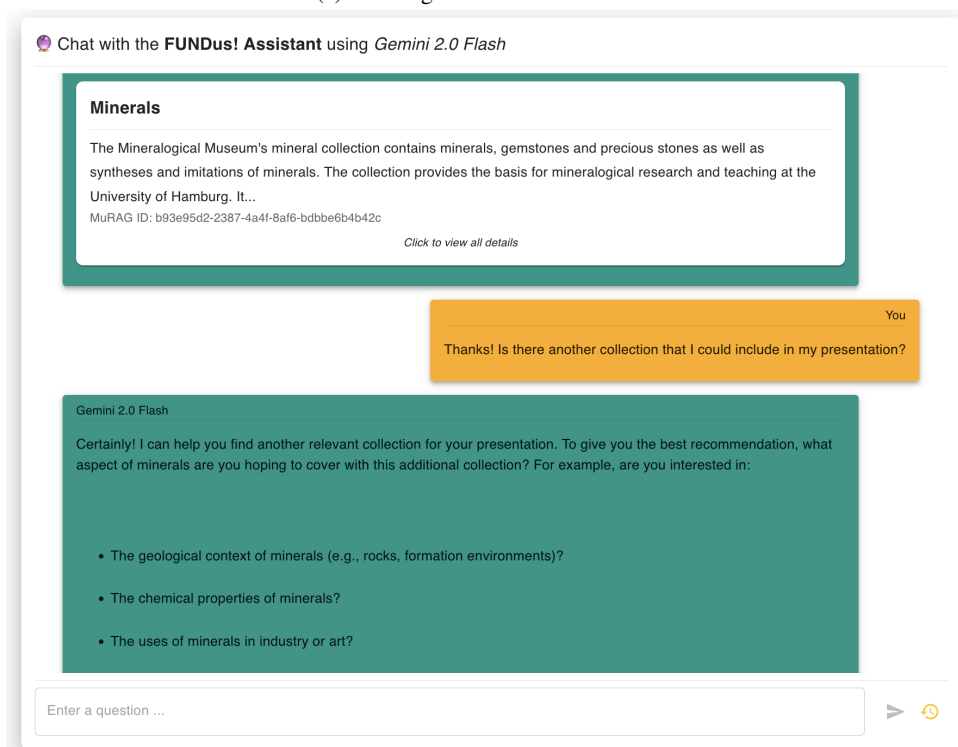 Chat with the FUNDus! Assistant using Gemini 2.0 Flash
Minerals
The Mineralogical Museum's mineral collection contains minerals, gemstones and precious stones as well as
syntheses and imitations of minerals. The collection provides the basis for mineralogical research and teaching at the
University of Hamburg. It...
MuRAG ID: b93e95d2-2387-4a4f-8af6-bdbbe6b4b42c
Click to view all details
You
Thanks! Is there another collection that I could include in my presentation?
Gemini 2.0 Flash
Certainly! I can help you find another relevant collection for your presentation. To give you the best recommendation, what
aspect of minerals are you hoping to cover with this additional collection? For example, are you interested in:
• The geological context of minerals (e.g., rocks, formation environments)?
• The chemical properties of minerals?
• The uses of minerals in industry or art?
Enter a question ...